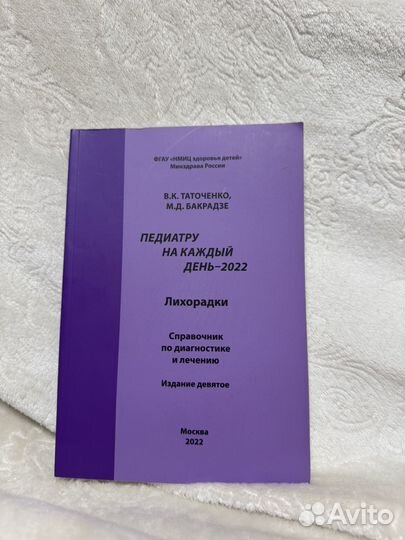 ФГАУ «НМИЦ здоровья детей»
Минздрава России
В.К. ТАТОЧЕНКО,
М.Д. БАКРАДЗЕ
ПЕДИАТРУ
НА КАЖДЫЙ
ДЕНЬ–2022
Лихорадки
Справочник
по диагностике
и лечению
Издание девятое
Москва
2022
Avito